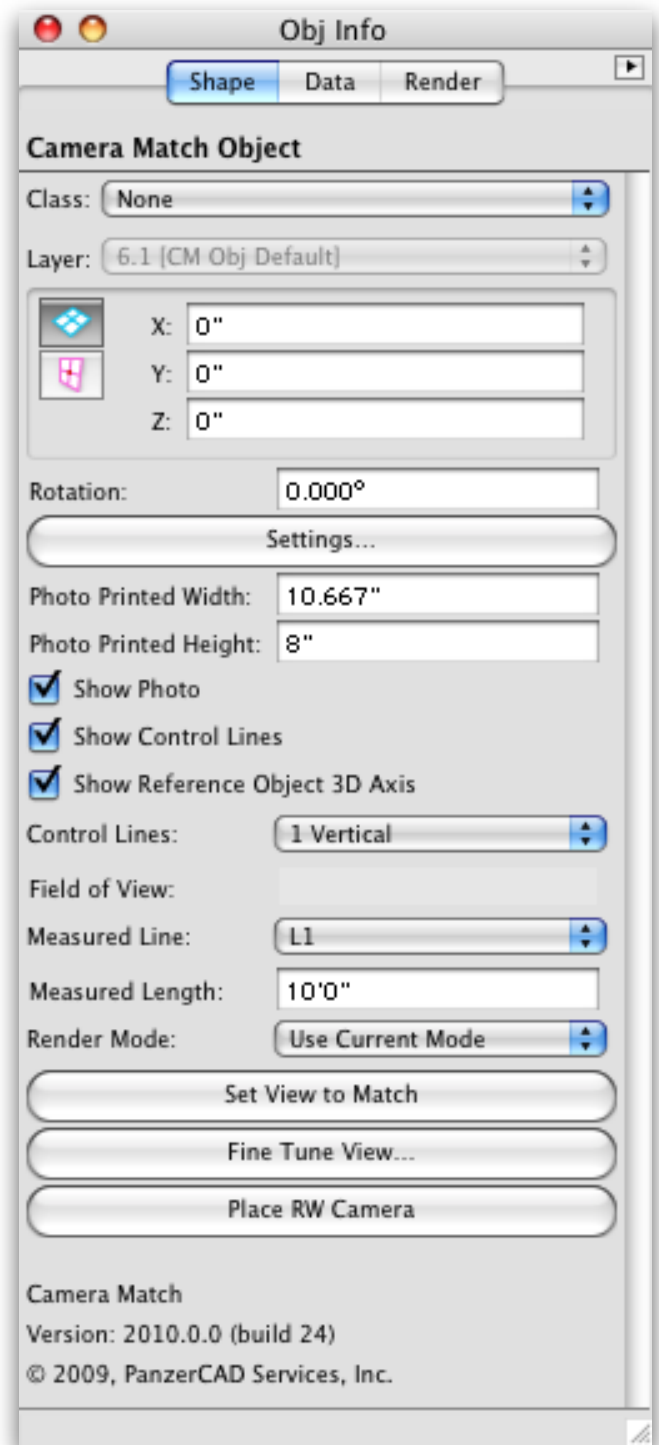 Obj Info
Shape Data Render
Camera Match Object
Class: None
Layer: 6.1 [CM Obj Default]
X: 0"
Y: 0"
Z: 0"
Rotation: 0.000°
Settings...
Photo Printed Width: 10.667"
Photo Printed Height: 8"
Show Photo
Show Control Lines
Show Reference Object 3D Axis
Control Lines: 1 Vertical
Field of View:
Measured Line: L1
Measured Length: 10'0"
Render Mode: Use Current Mode
Set View to Match
Fine Tune View...
Place RW Camera
Camera Match
Version: 2010.0.0 (build 24)
© 2009, PanzerCAD Services, Inc.